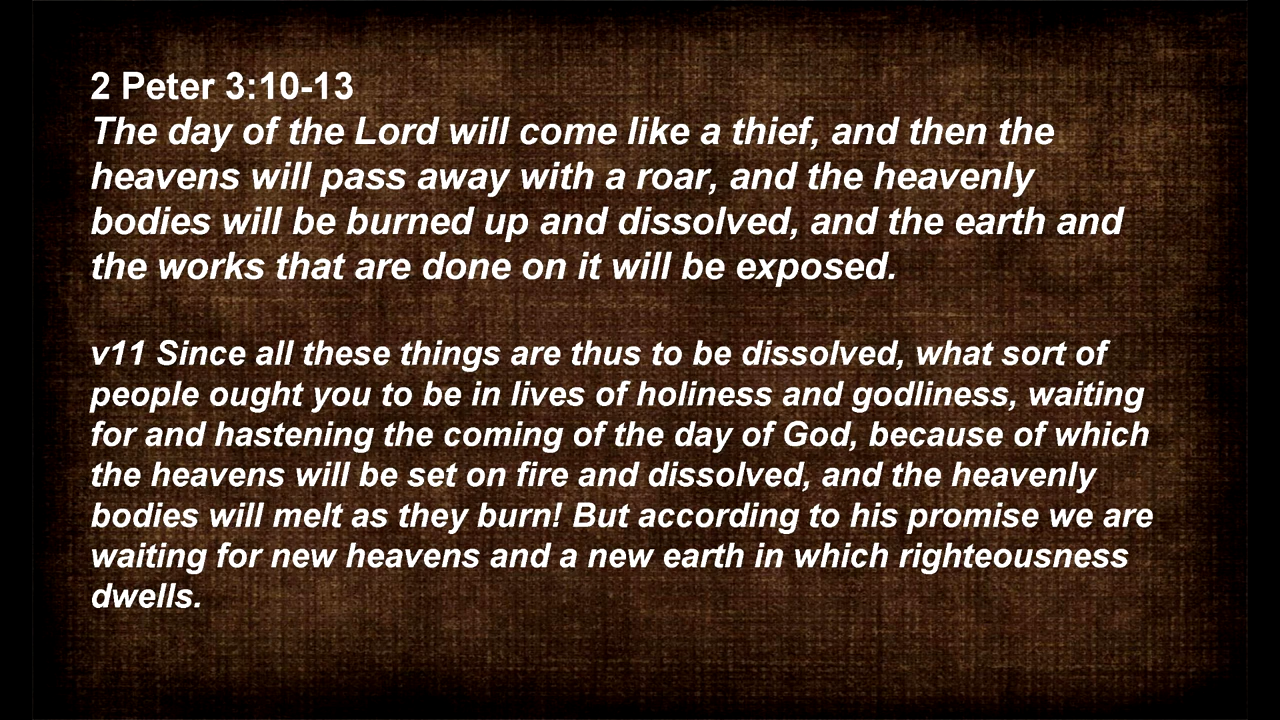 2 Peter 3:10-13
The day of the Lord will come like a thief, and then the
heavens will pass away with a roar, and the heavenly
bodies will be burned up and dissolved, and the earth and
the works that are done on it will be exposed.
v11 Since all these things are thus to be dissolved, what sort of
people ought you to be in lives of holiness and godliness, waiting
for and hastening the coming of the day of God, because of which
the heavens will be set on fire and dissolved, and the heavenly
bodies will melt as they burn! But according to his promise we are
waiting for new heavens and a new earth in which righteousness
dwells.